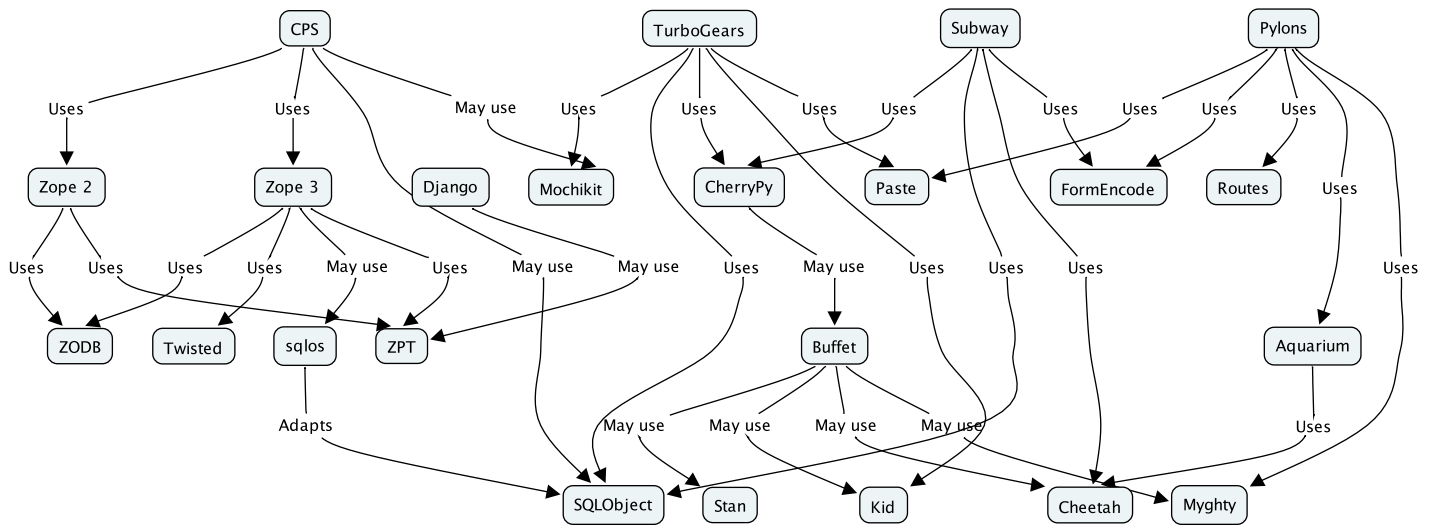 CPS
TurboGears
Subway
Pylons
Uses
Uses
May use
Uses
Uses
Uses
Uses
Uses
Uses
Uses
Uses
Zope 2
Zope 3
Django
Mochikit
CherryPy
Paste
FormEncode
Routes
Uses
Uses
Uses
Uses
Uses
May use
Uses
May use
May use
Uses
May use
Uses
Uses
Uses
Uses
ZODB
Twisted
sqlos
ZPT
Buffet
Aquarium
Adapts
May use
May use
May use
May use
Uses
SQLObject
Stan
Kid
Cheetah
Myghty